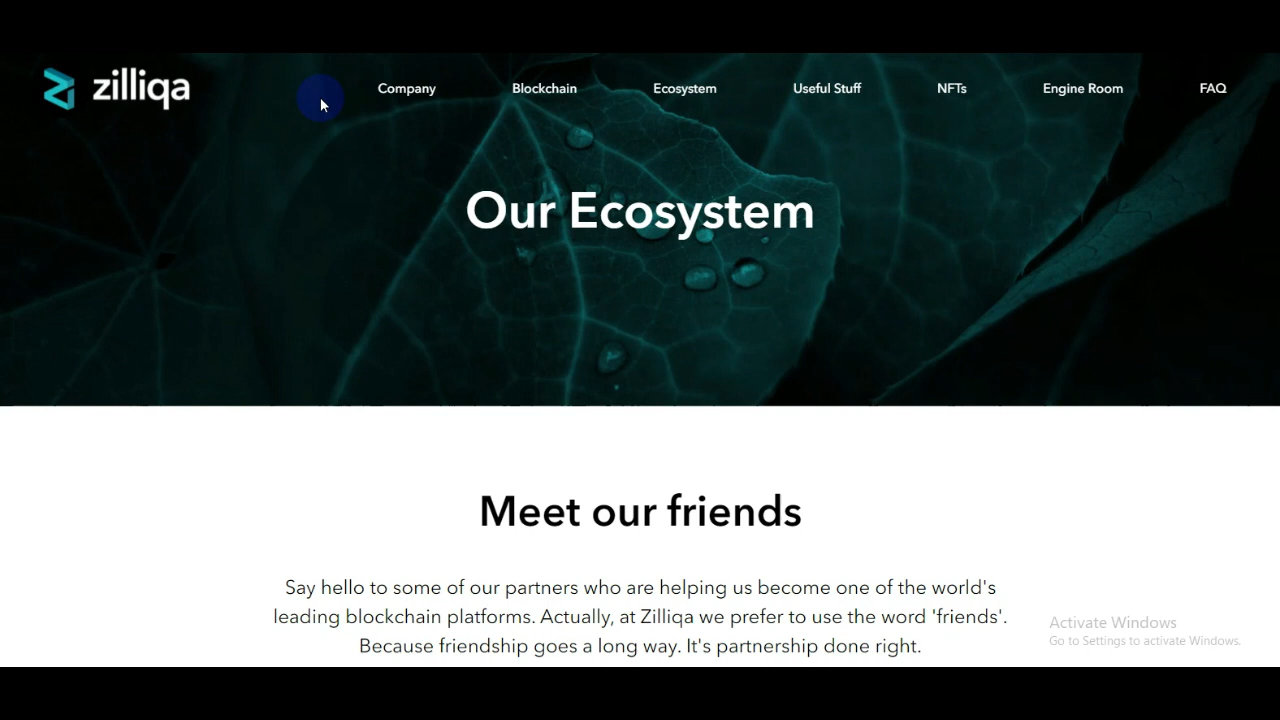 zilliqa
Company Blockchain Ecosystem Useful Stuff NFTs Engine Room FAQ
Our Ecosystem
Meet our friends
Say hello to some of our partners who are helping us become one of the world's
leading blockchain platforms. Actually, at Zilliqa we prefer to use the word 'friends'.
Because friendship goes a long way. It's partnership done right.
Activate Windows
Go to Settings to activate Windows.